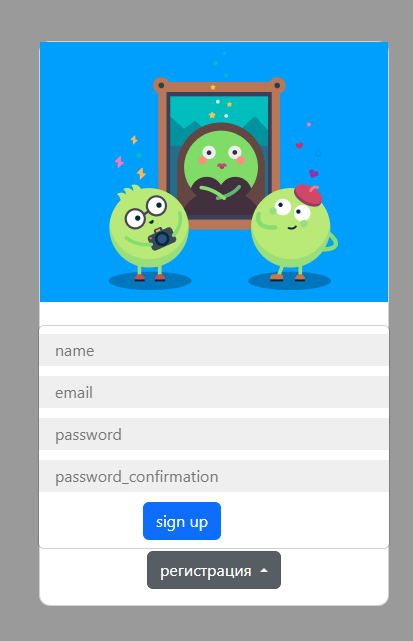 name
email
password
password_confirmation
sign up
регистрация